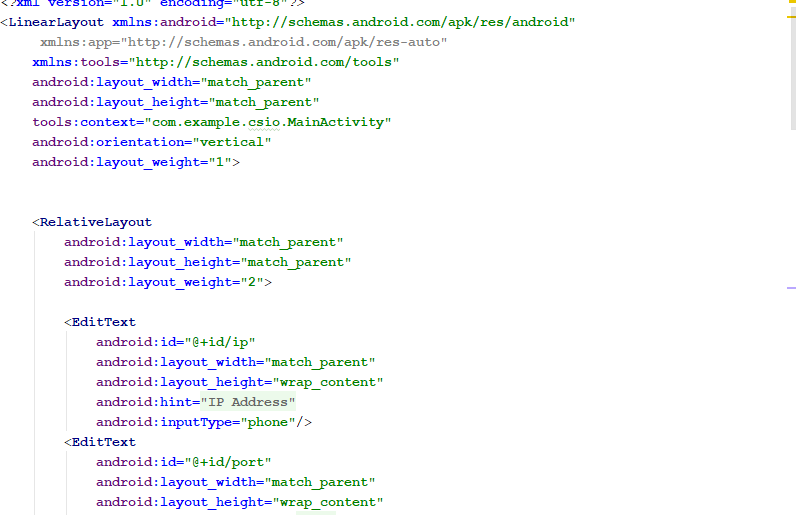 <?xml version="1.0" encoding="utf-8"?>
<LinearLayout xmlns:android="http://schemas.android.com/apk/res/android"
xmlns:app="http://schemas.android.com/apk/res-auto"
xmlns:tools="http://schemas.android.com/tools"
android:layout_width="match_parent"
android:layout_height="match_parent"
tools:context="com.example.csio.MainActivity"
android:orientation="vertical"
android:layout_weight="1">
<RelativeLayout
android:layout_width="match_parent"
android:layout_height="match_parent"
android:layout_weight="2">
<EditText
android:id="@+id/ip"
android:layout_width="match_parent"
android:layout_height="wrap_content"
android:hint="IP Address"
android:inputType="phone"/>
<EditText
android:id="@+id/port"
android:layout_width="match_parent"
android:layout_height="wrap_content"